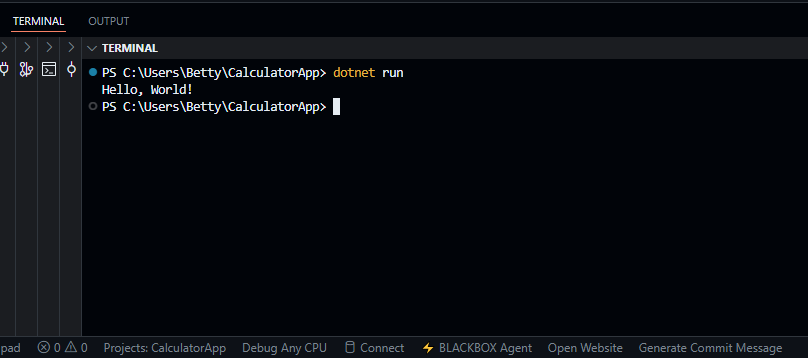 TERMINAL OUTPUT
TERMINAL
PS C:\Users\Betty\CalculatorApp> dotnet run
Hello, World!
PS C:\Users\Betty\CalculatorApp>
pad 0 0 Projects: CalculatorApp Debug Any CPU Connect BLACKBOX Agent Open Website Generate Commit Message